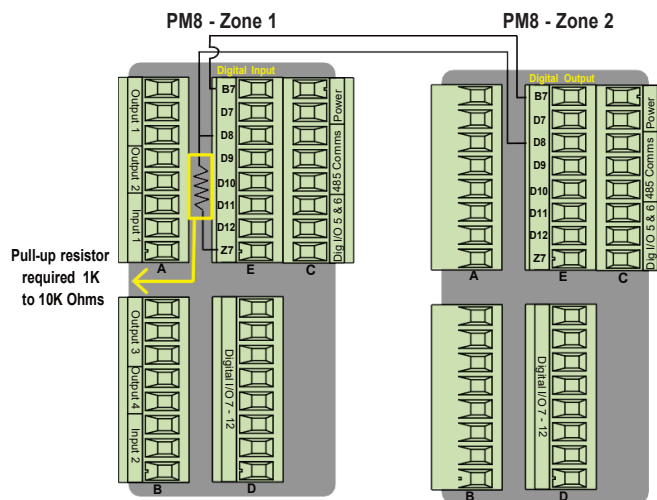 PM8 - Zone 1
PM8 - Zone 2
Digital Input
Output 1
Output 2
Input 1
B7
D7
D8
D9
D10
D11
D12
Z7
Power
485 Comms
Dig I/O 5 & 6
A
E
C
Pull-up resistor
required 1K
to 10K Ohms
Output 3
Output 4
Input 2
Digital I/O 7 - 12
B
D
Digital Output
B7
D7
D8
D9
D10
D11
D12
Z7
Power
485 Comms
Dig I/O 5 & 6
A
E
C
Digital I/O 7 - 12
B
D